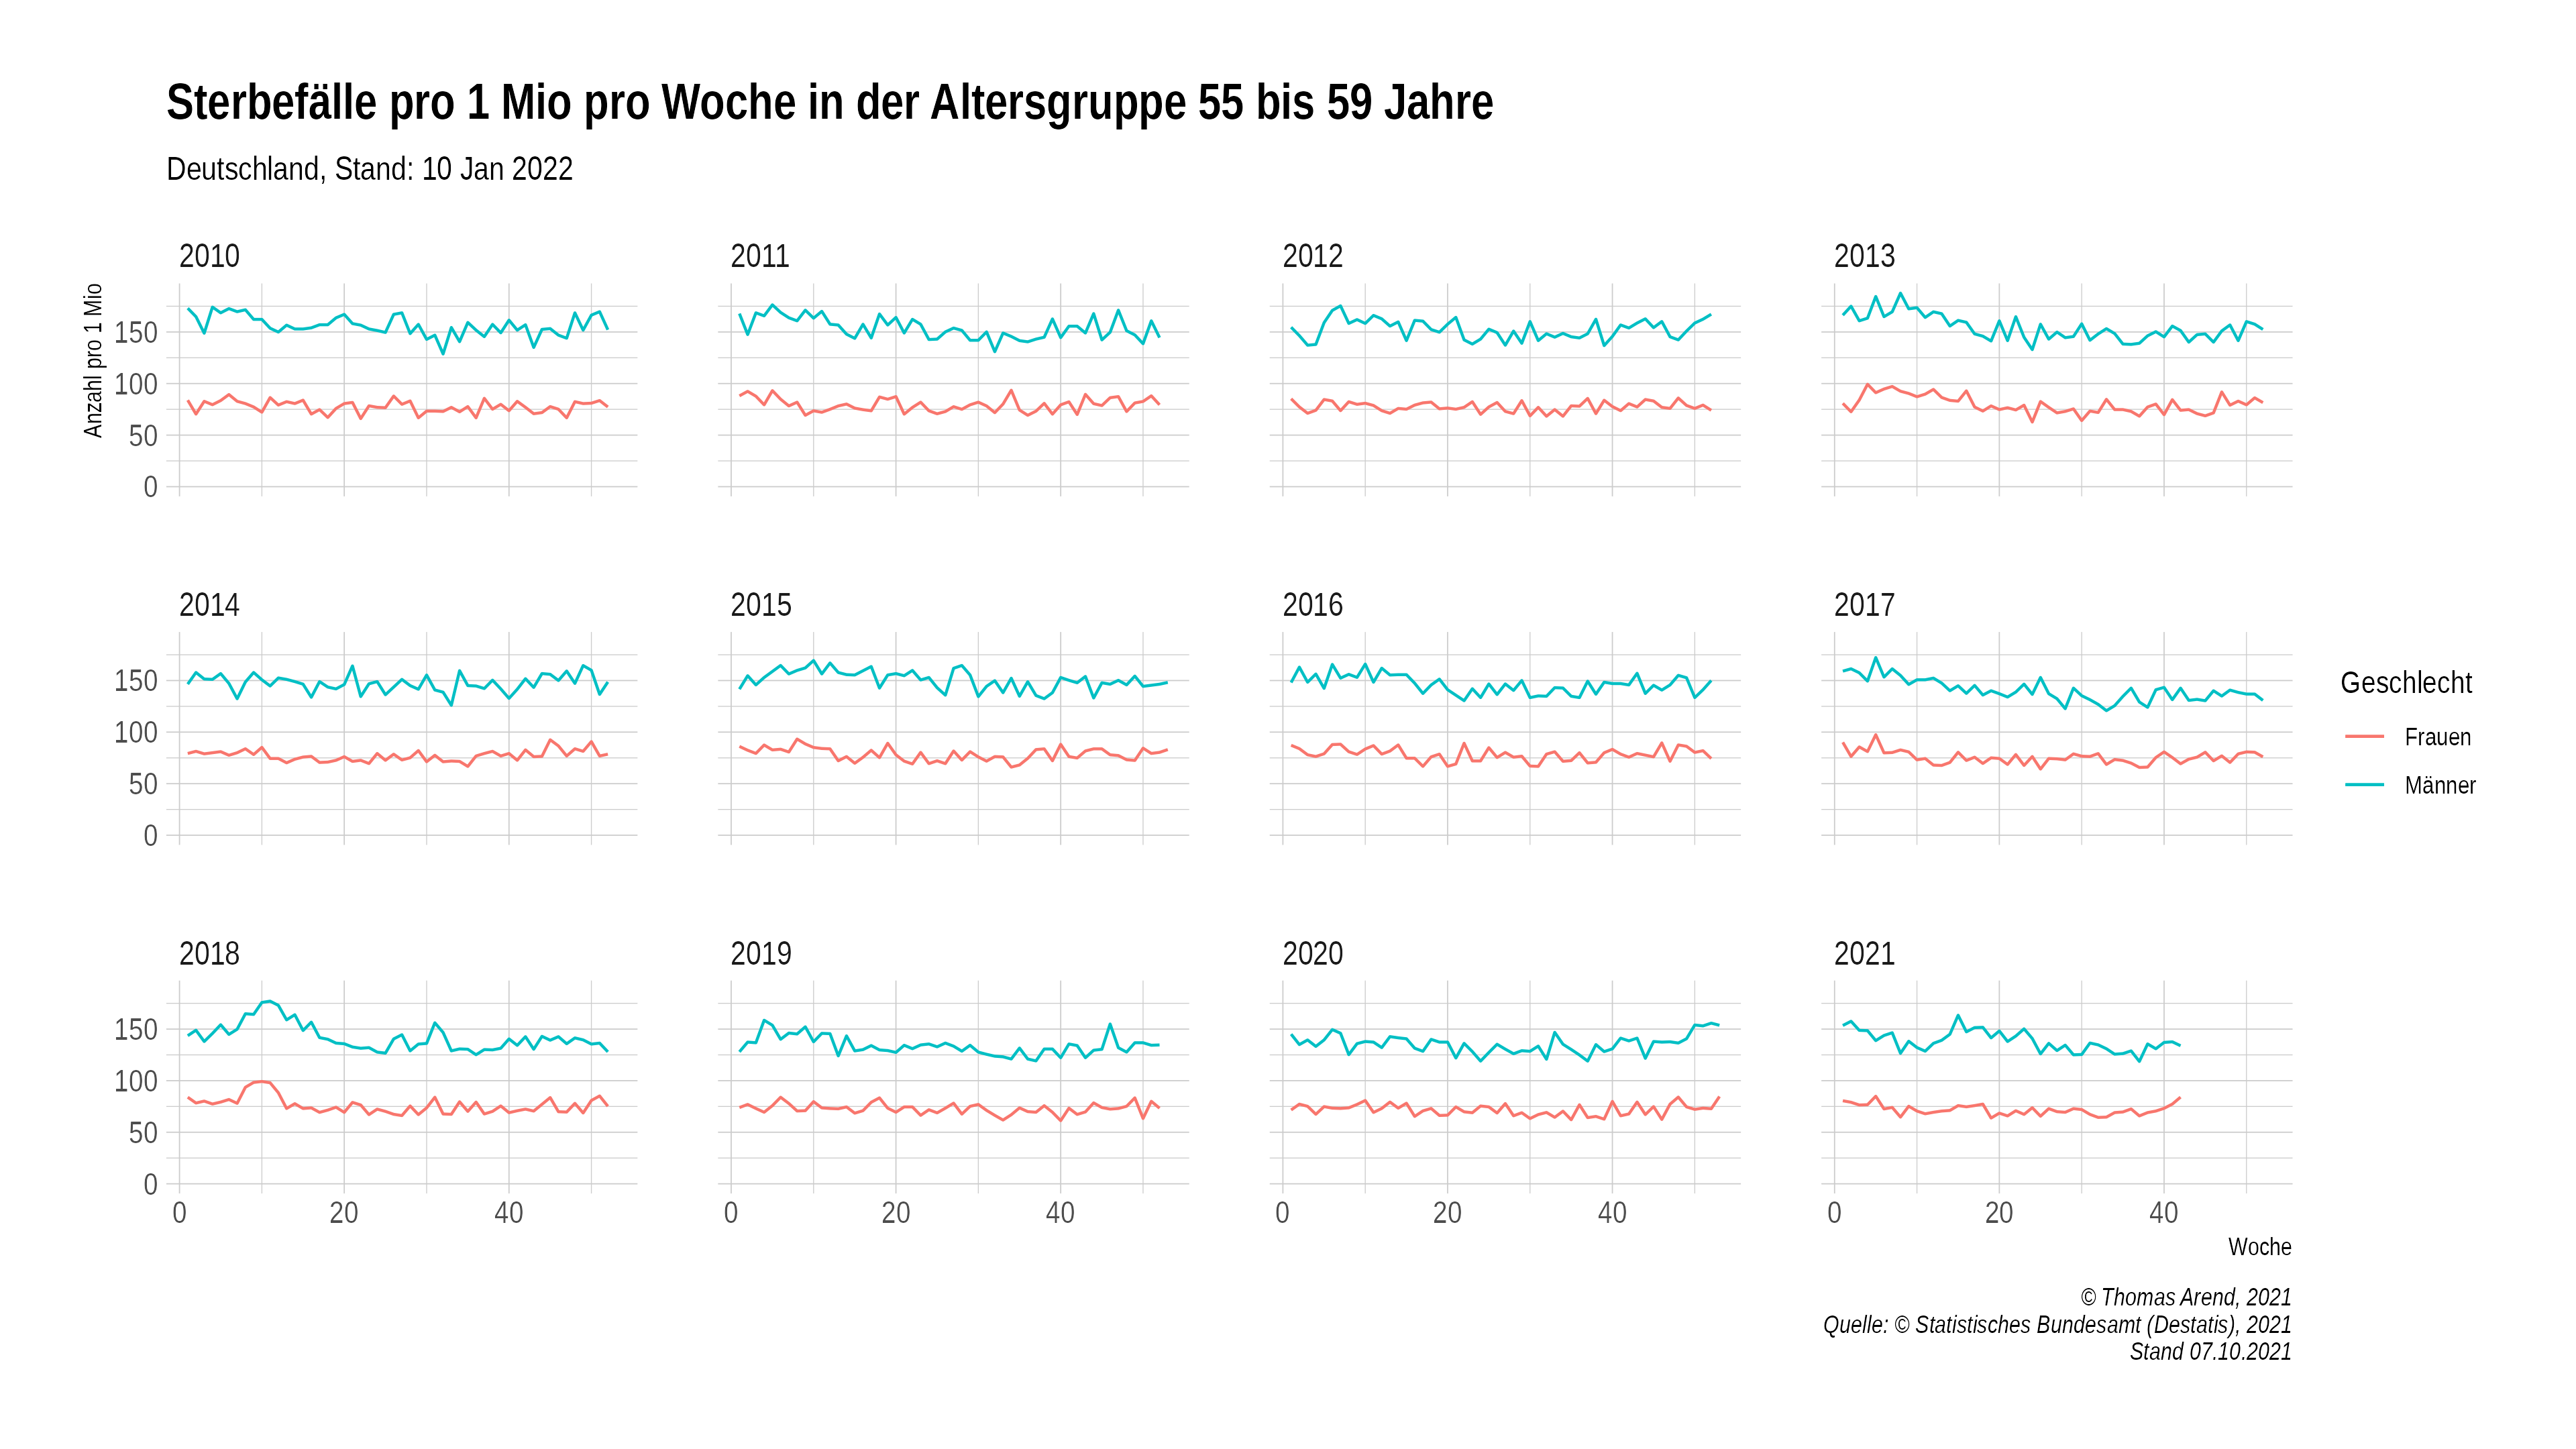 Sterbefälle pro 1 Mio pro Woche in der Altersgruppe 55 bis 59 Jahre
Deutschland, Stand: 10 Jan 2022
2010
2011
2012
2013
Anzahl pro 1 Mio
150
100
50
0
2014
2015
2016
2017
150
100
50
0
Geschlecht
Frauen
Männer
2018
2019
2020
2021
150
100
50
0
0 20 40
0 20 40
0 20 40
0 20 40
Woche
© Thomas Arend, 2021
Quelle: © Statistisches Bundesamt (Destatis), 2021
Stand 07.10.2021